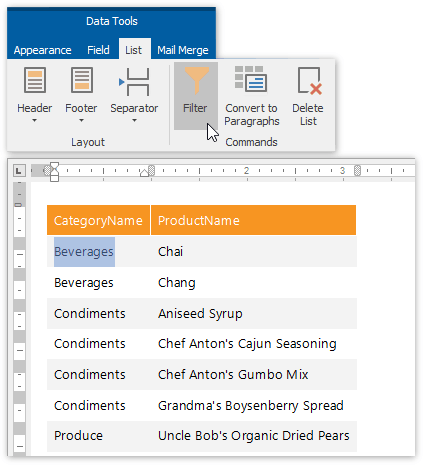 Data Tools
Appearance Field List Mail Merge
Header Footer Separator Filter Convert to Paragraphs Delete List
Layout Commands
L 1 2 3
CategoryName ProductName
Beverages Chai
Beverages Chang
Condiments Aniseed Syrup
Condiments Chef Anton's Cajun Seasoning
Condiments Chef Anton's Gumbo Mix
Condiments Grandma's Boysenberry Spread
Produce Uncle Bob's Organic Dried Pears